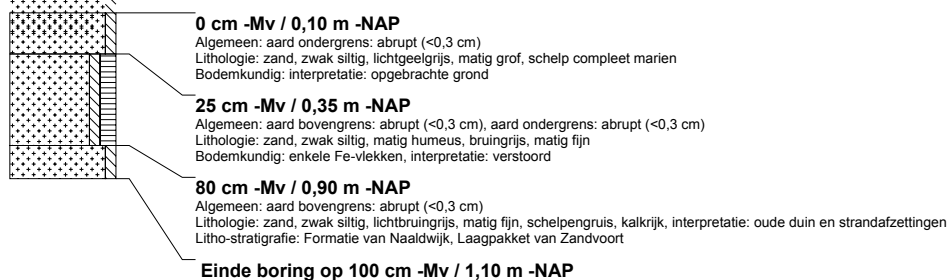 0 cm -Mv / 0,10 m -NAP
Algemeen: aard ondergrens: abrupt (<0,3 cm)
Lithologie: zand, zwak siltig, lichtgeelgrijs, matig grof, schelp compleet marien
Bodemkundig: interpretatie: opgebrachte grond
25 cm -Mv / 0,35 m -NAP
Algemeen: aard bovengrens: abrupt (<0,3 cm), aard ondergrens: abrupt (<0,3 cm)
Lithologie: zand, zwak siltig, matig humeus, bruingrijs, matig fijn
Bodemkundig: enkele Fe-vlekken, interpretatie: verstoord
80 cm -Mv / 0,90 m -NAP
Algemeen: aard bovengrens: abrupt (<0,3 cm)
Lithologie: zand, zwak siltig, lichtbruingrijs, matig fijn, schelpengruis, kalkrijk, interpretatie: oude duin en strandafzettingen
Litho-stratigrafie: Formatie van Naaldwijk, Laagpakket van Zandvoort
Einde boring op 100 cm -Mv / 1,10 m -NAP